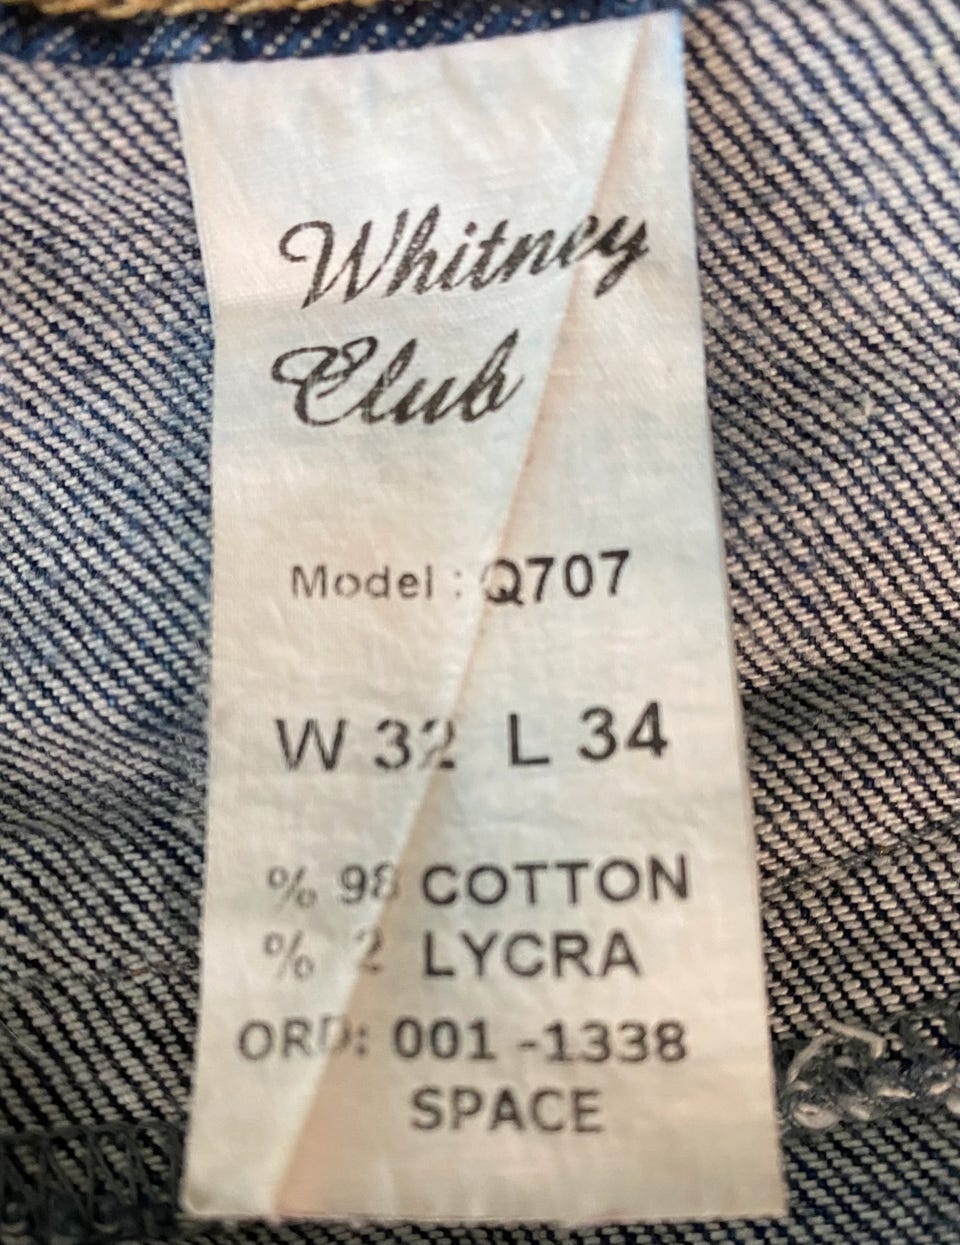 Whitney
Club
Model : Q707
W 32 L 34
% 98 COTTON
% 2 LYCRA
ORD: 001 -1338
SPACE